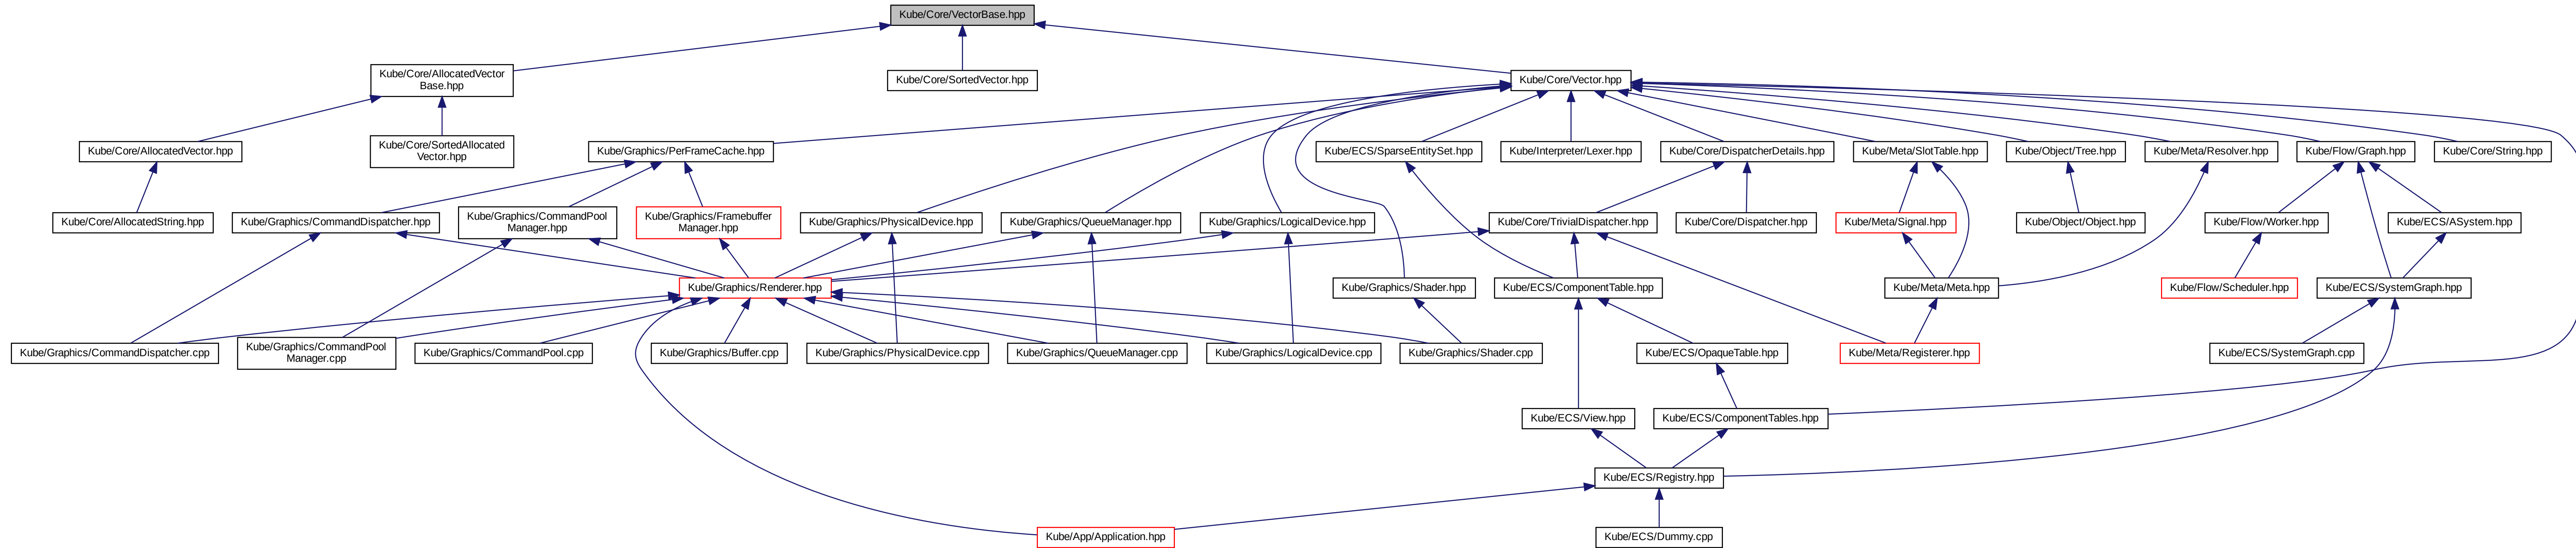 Kube/Core/VectorBase.hpp
Kube/Core/AllocatedVector
Base.hpp
Kube/Core/SortedVector.hpp
Kube/Core/Vector.hpp
Kube/Core/AllocatedVector.hpp
Kube/Core/SortedAllocated
Vector.hpp
Kube/Graphics/PerFrameCache.hpp
Kube/ECS/SparseEntitySet.hpp
Kube/Interpreter/Lexer.hpp
Kube/Core/DispatcherDetails.hpp
Kube/Meta/SlotTable.hpp
Kube/Object/Tree.hpp
Kube/Meta/Resolver.hpp
Kube/Flow/Graph.hpp
Kube/Core/String.hpp
Kube/Core/AllocatedString.hpp
Kube/Graphics/CommandDispatcher.hpp
Kube/Graphics/CommandPool
Manager.hpp
Kube/Graphics/Framebuffer
Manager.hpp
Kube/Graphics/PhysicalDevice.hpp
Kube/Graphics/QueueManager.hpp
Kube/Graphics/LogicalDevice.hpp
Kube/Core/TrivialDispatcher.hpp
Kube/Core/Dispatcher.hpp
Kube/Meta/Signal.hpp
Kube/Object/Object.hpp
Kube/Flow/Worker.hpp
Kube/ECS/ASystem.hpp
Kube/Graphics/Renderer.hpp
Kube/Graphics/Shader.hpp
Kube/ECS/ComponentTable.hpp
Kube/Meta/Meta.hpp
Kube/Flow/Scheduler.hpp
Kube/ECS/SystemGraph.hpp
Kube/Graphics/CommandDispatcher.cpp
Kube/Graphics/CommandPool
Manager.cpp
Kube/Graphics/CommandPool.cpp
Kube/Graphics/Buffer.cpp
Kube/Graphics/PhysicalDevice.cpp
Kube/Graphics/QueueManager.cpp
Kube/Graphics/LogicalDevice.cpp
Kube/Graphics/Shader.cpp
Kube/ECS/OpaqueTable.hpp
Kube/Meta/Registerer.hpp
Kube/ECS/SystemGraph.cpp
Kube/ECS/View.hpp
Kube/ECS/ComponentTables.hpp
Kube/ECS/Registry.hpp
Kube/App/Application.hpp
Kube/ECS/Dummy.cpp